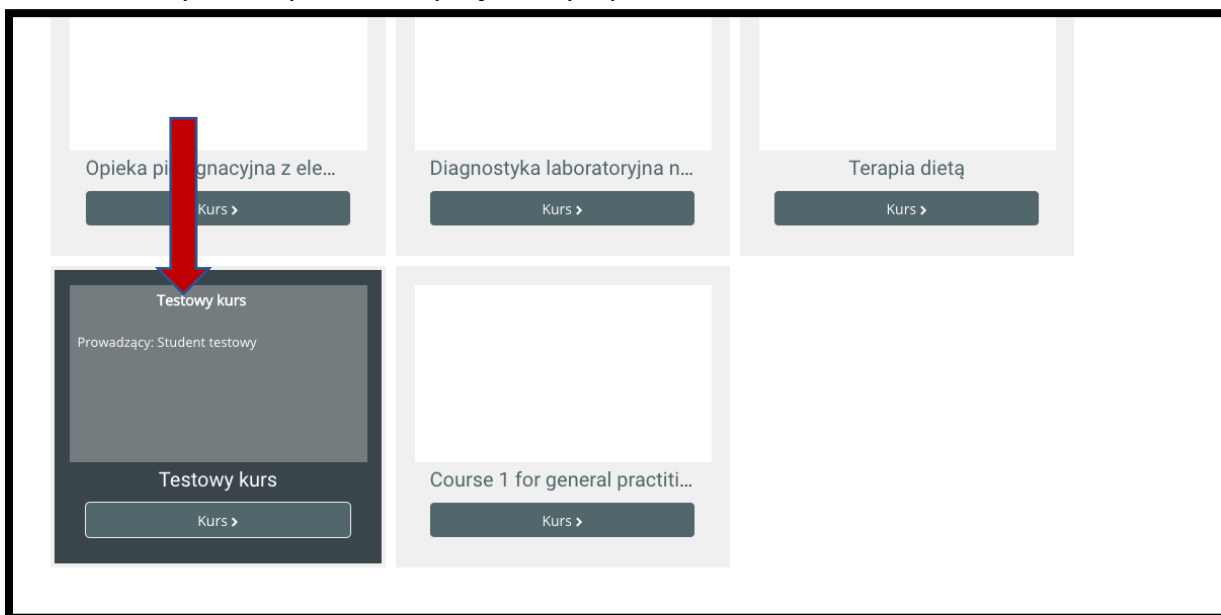 Opieka pi gnacyjna z ele...
Diagnostyka laboratoryjna n...
Terapia dietą
Kurs >
Kurs >
Kurs >
Testowy kurs
Prowadzący: Student testowy
Testowy kurs
Course 1 for general practiti...
Kurs >
Kurs >